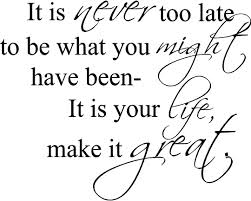 It is never too late
to be what you might
have been-
It is your life,
make it great.